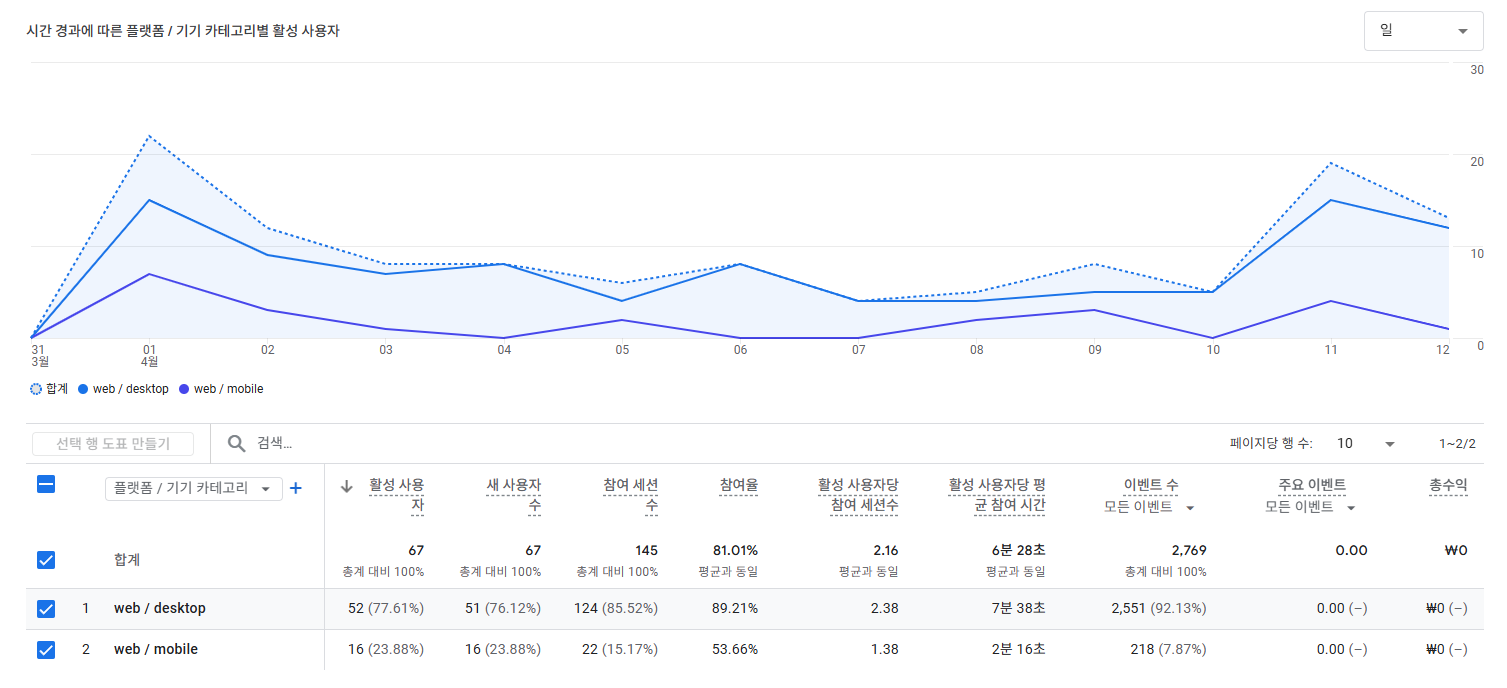 시간 경과에 따른 플랫폼 / 기기 카테고리별 활성 사용자
일
30
20
10
0
31 01 02 03 04 05 06 07 08 09 10 11 12
3월 4월
합계 web / desktop web / mobile
선택 행 도표 만들기 검색... 페이지당 행 수: 10 1~2/2
플랫폼 / 기기 카테고리 + ↓ 활성 사용 새 사용자 참여 세션 참여율 활성 사용자당 활성 사용자당 평 이벤트 수 주요 이벤트 총수익
자 수 수 참여 세션수 균 참여 시간 모든 이벤트 모든 이벤트
합계 67 67 145 81.01% 2.16 6분 28초 2,769 0.00 ₩0
총계 대비 100% 총계 대비 100% 총계 대비 100% 평균과 동일 평균과 동일 평균과 동일 총계 대비 100%
1 web / desktop 52 (77.61%) 51 (76.12%) 124 (85.52%) 89.21% 2.38 7분 38초 2,551 (92.13%) 0.00 (–) ₩0 (–)
2 web / mobile 16 (23.88%) 16 (23.88%) 22 (15.17%) 53.66% 1.38 2분 16초 218 (7.87%) 0.00 (–) ₩0 (–)